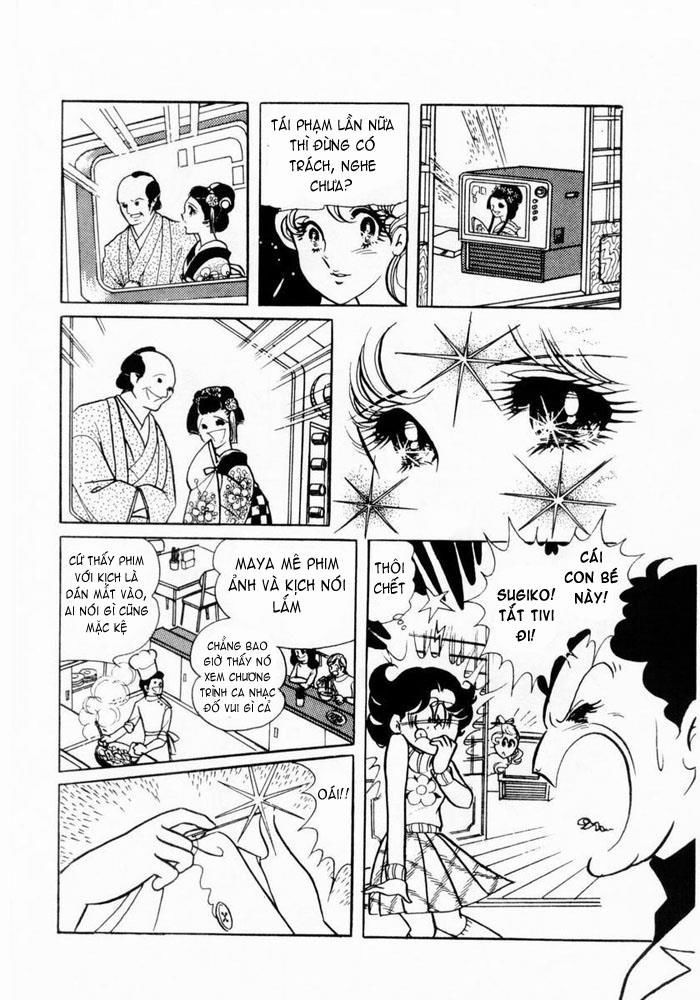 TÁI PHẠM LẦN NỮA
THÌ ĐỪNG CÓ
TRÁCH, NGHE
CHƯA?
CÁI
CON BÉ
NÀY!
SUGIKO!
TẮT TIVI
ĐI!
THÔI
CHẾT
CỨ THẤY PHIM
VỚI KỊCH LÀ
DÁN MẮT VÀO,
AI NÓI GÌ CŨNG
MẶC KỆ
MAYA MÊ PHIM
ẢNH VÀ KỊCH NÓI
LẮM
CHẲNG BAO
GIỜ THẤY NÓ
XEM CHƯƠNG
TRÌNH CA NHẠC
ĐỐ VUI GÌ CẢ
OÁI!!